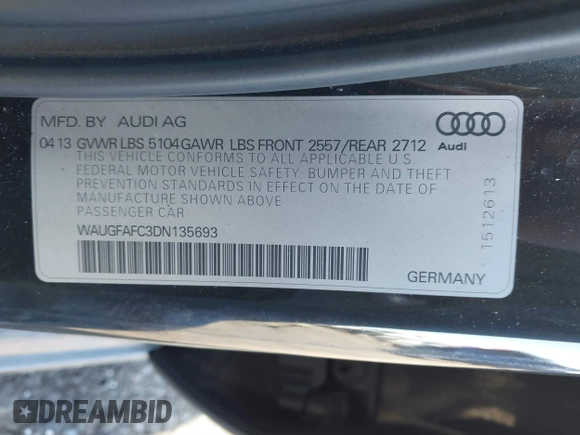 MFD. BY AUDI AG
Audi
04 13 GVWR LBS 5104 GAWR LBS FRONT 2557/REAR 2712
THIS VEHICLE CONFORMS TO ALL APPLICABLE U.S.
FEDERAL MOTOR VEHICLE SAFETY, BUMPER AND THEFT
PREVENTION STANDARDS IN EFFECT ON THE DATE OF
MANUFACTURE SHOWN ABOVE
PASSENGER CAR
WAUGFAFC3DN135693
1512613
GERMANY
DREAMBID